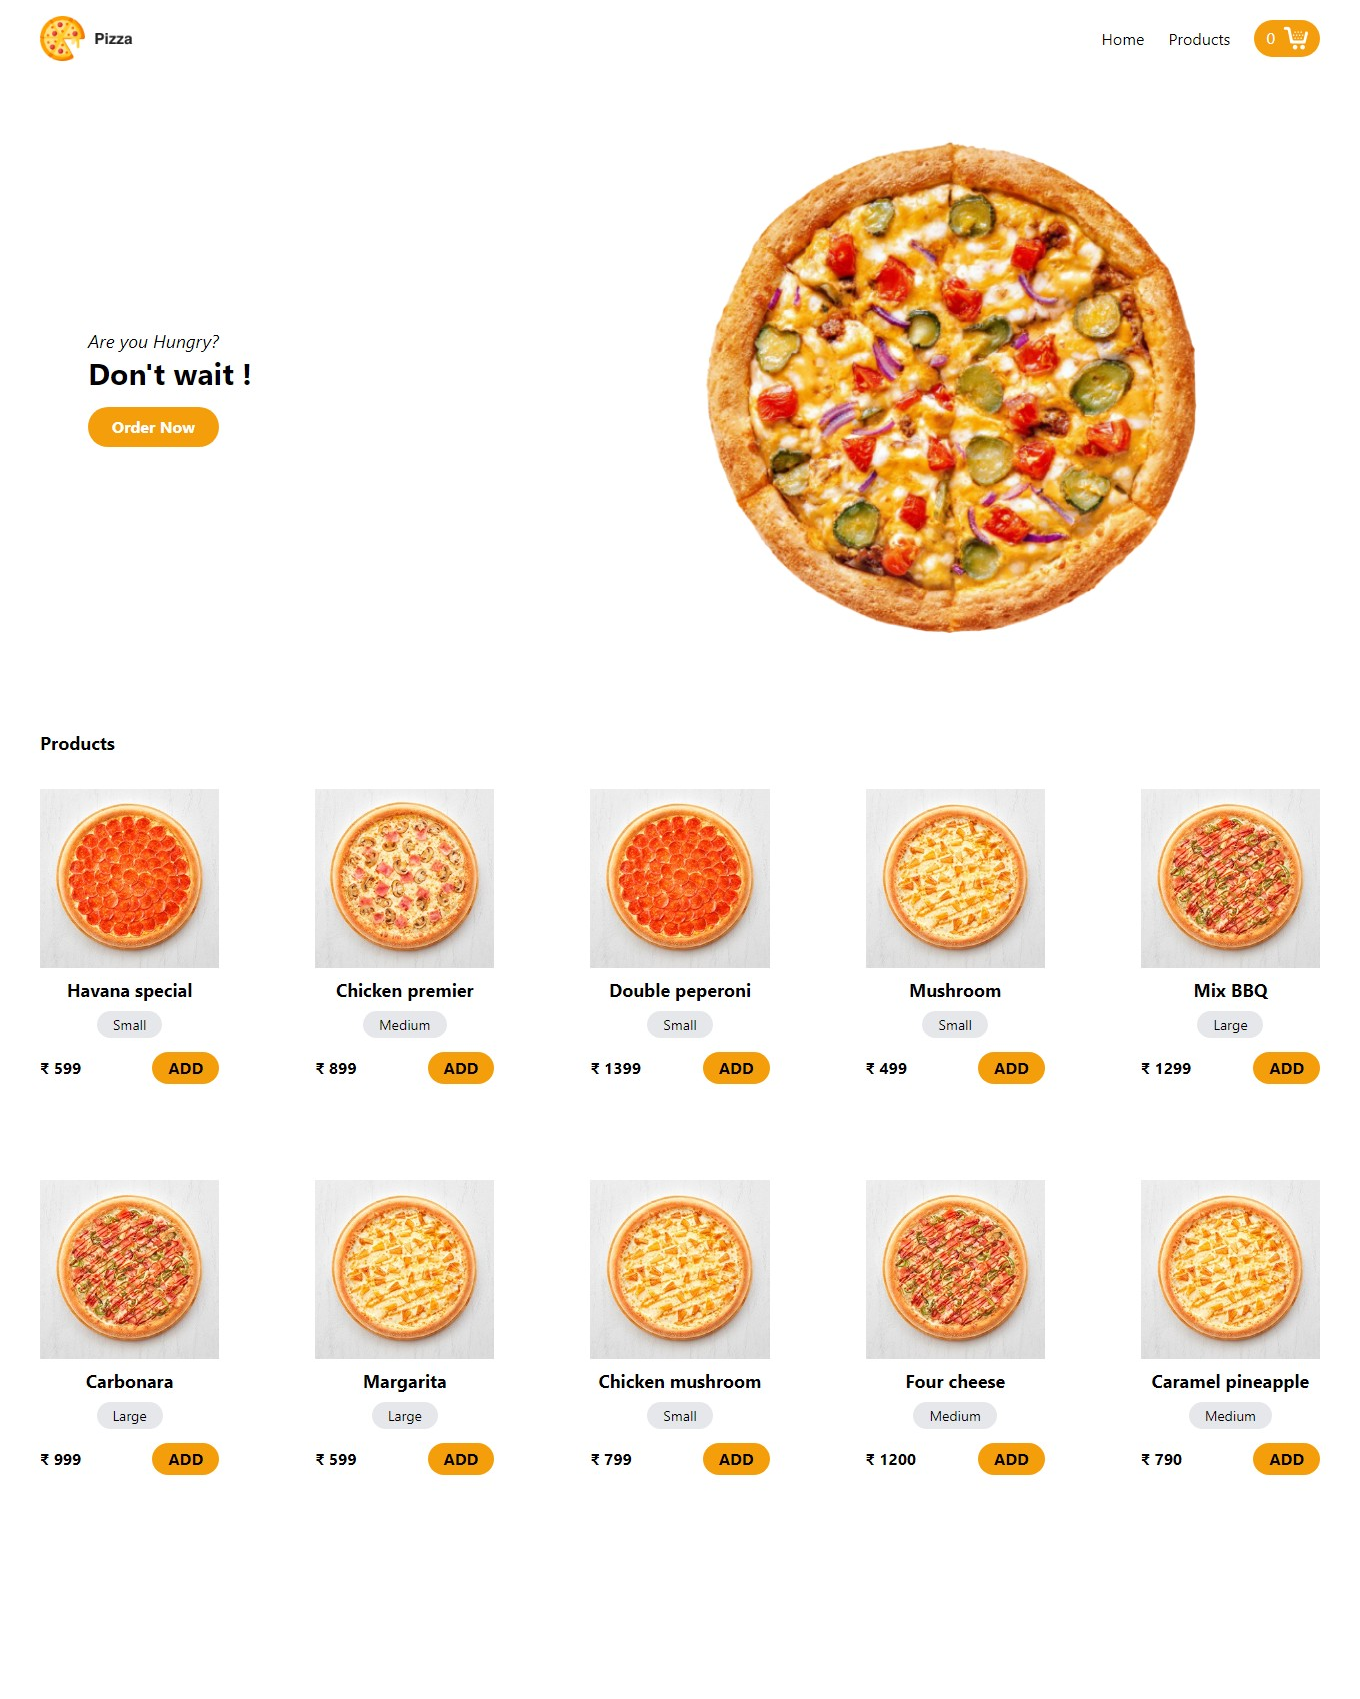 Pizza
Home Products 0
Are you Hungry?
Don't wait !
Order Now
Products
Havana special
Small
₹ 599 ADD
Chicken premier
Medium
₹ 899 ADD
Double peperoni
Small
₹ 1399 ADD
Mushroom
Small
₹ 499 ADD
Mix BBQ
Large
₹ 1299 ADD
Carbonara
Large
₹ 999 ADD
Margarita
Large
₹ 599 ADD
Chicken mushroom
Small
₹ 799 ADD
Four cheese
Medium
₹ 1200 ADD
Caramel pineapple
Medium
₹ 790 ADD